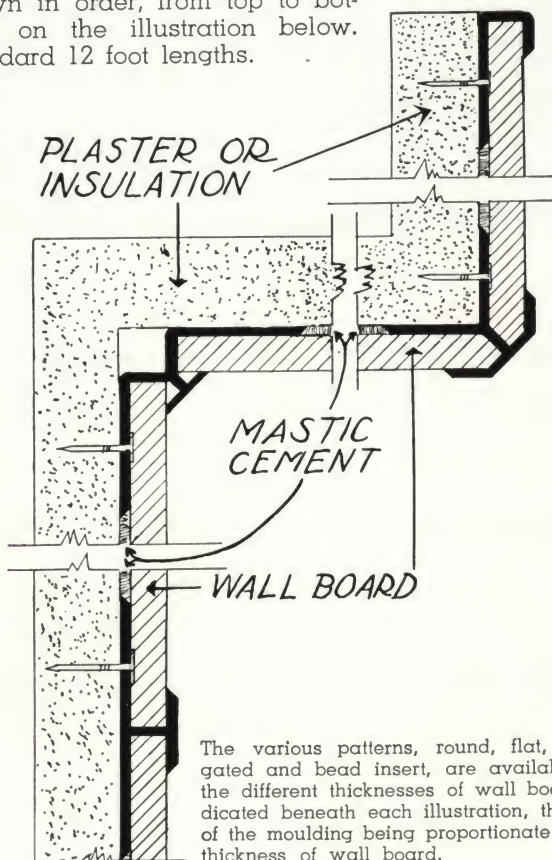 in order, from top to bot-
on the illustration below.
dard 12 foot lengths.
PLASTER OR
INSULATION
MASTIC
CEMENT
WALL BOARD
The various patterns, round, flat,
gated and bead insert, are availa
the different thicknesses of wall boa
dicated beneath each illustration, th
of the moulding being proportionate
thickness of wall board.